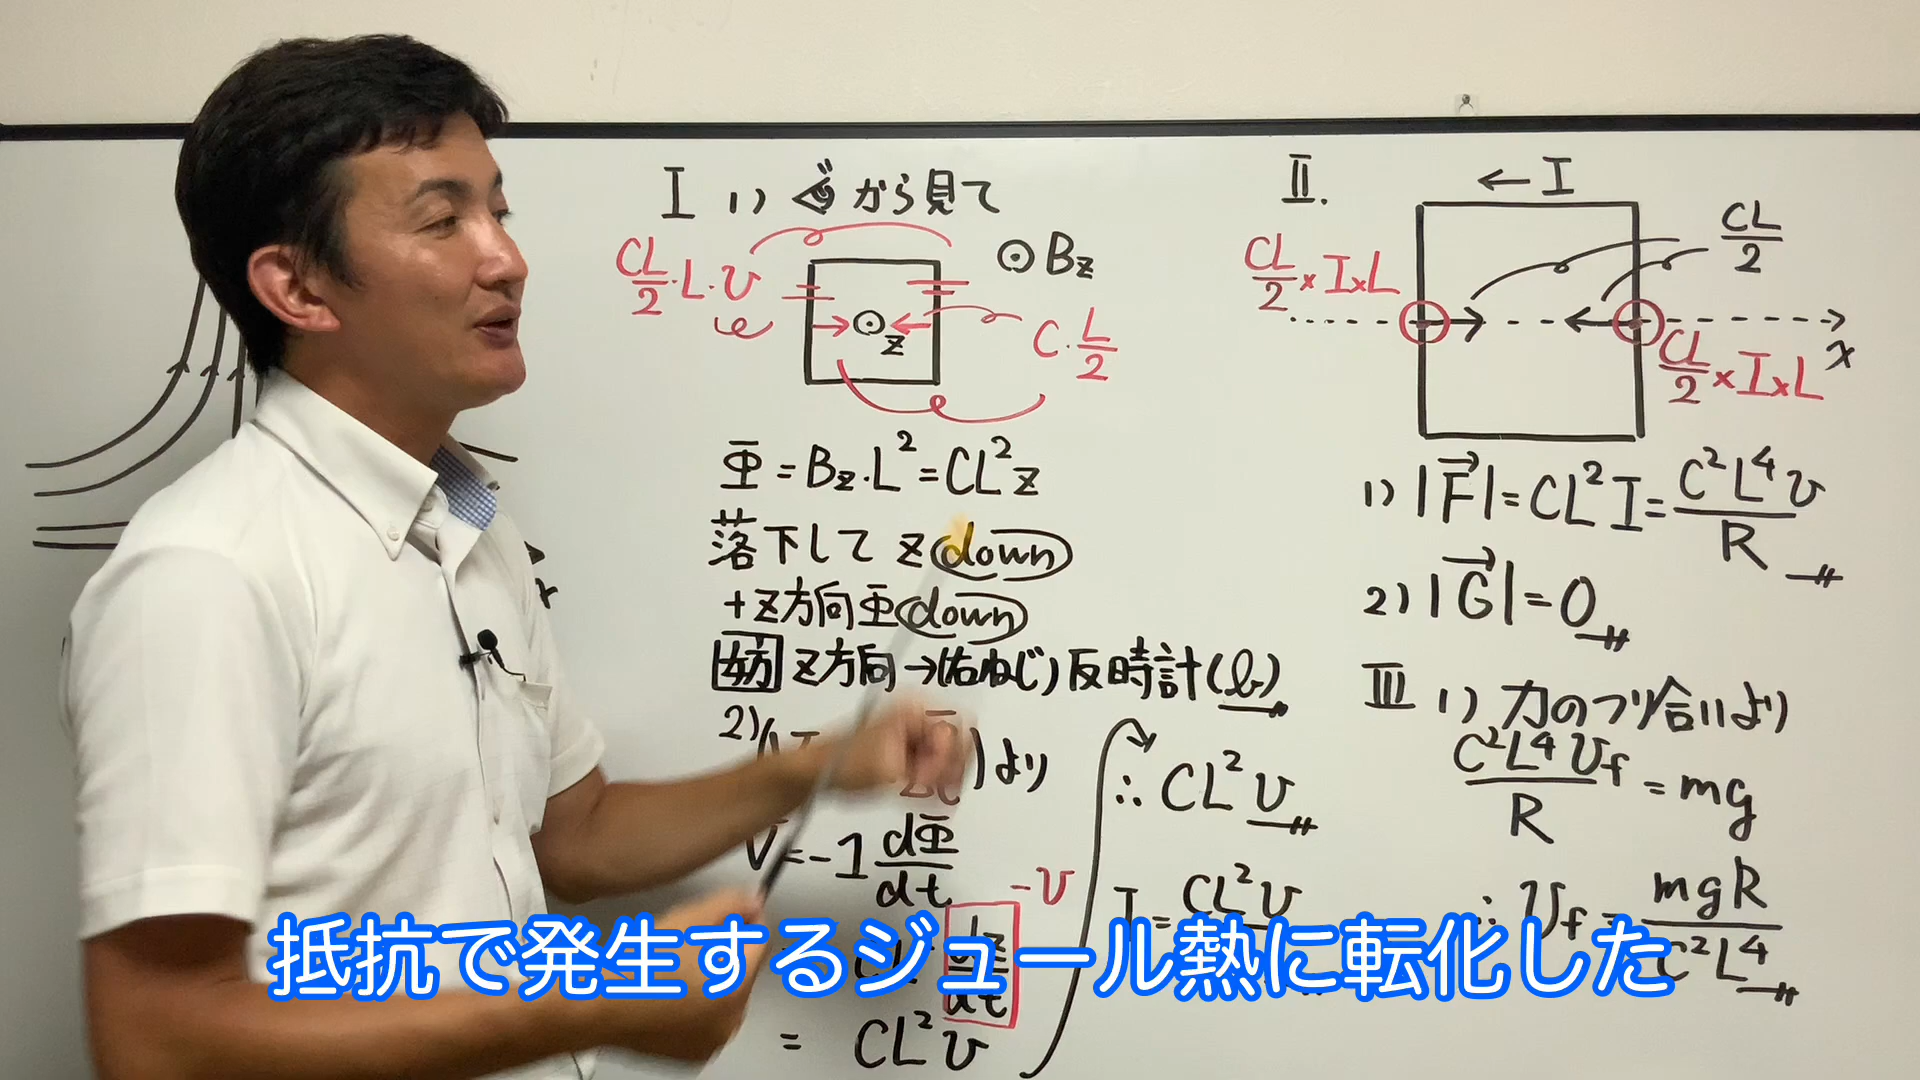 I 1) から見て
CL/2・L・v
⊙Bz
⊙z
C・L/2
Φ = Bz・L² = CL²z
落下して z down
+z方向Φ down
妨 z方向→(右ねじ)反時計(b)
2)
より
V = -1 dΦ/dt
-v
dz/dt
= CL²v
∴ CL²v
I = CL²v
II.
← I
CL/2
CL/2 × I×L
x
CL/2 × I×L
1) |F→| = CL²I = C²L⁴v/R
2) |G→| = 0
III 1) 力のつり合いより
C²L⁴vf/R = mg
∴ vf = mgR/C²L⁴
抵抗で発生するジュール熱に転化した